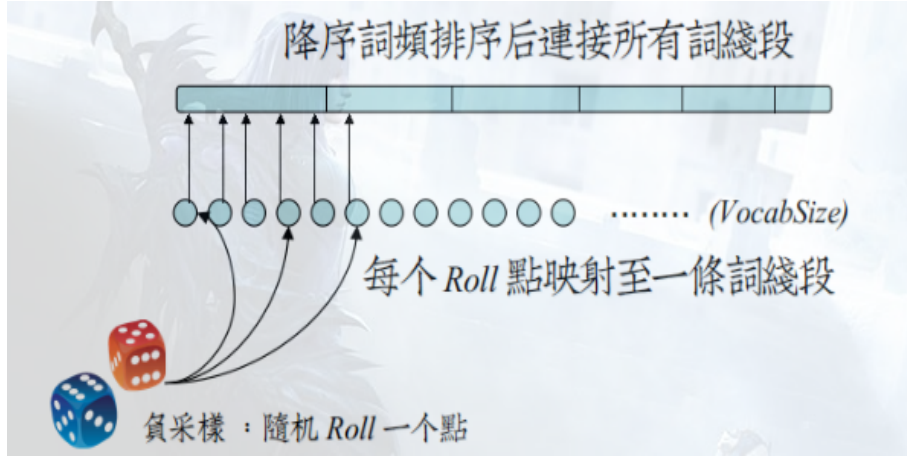 降序詞頻排序后連接所有詞綫段
········ (VocabSize)
每个 Roll 點映射至一條詞綫段
負采樣 ：隨机 Roll 一个點